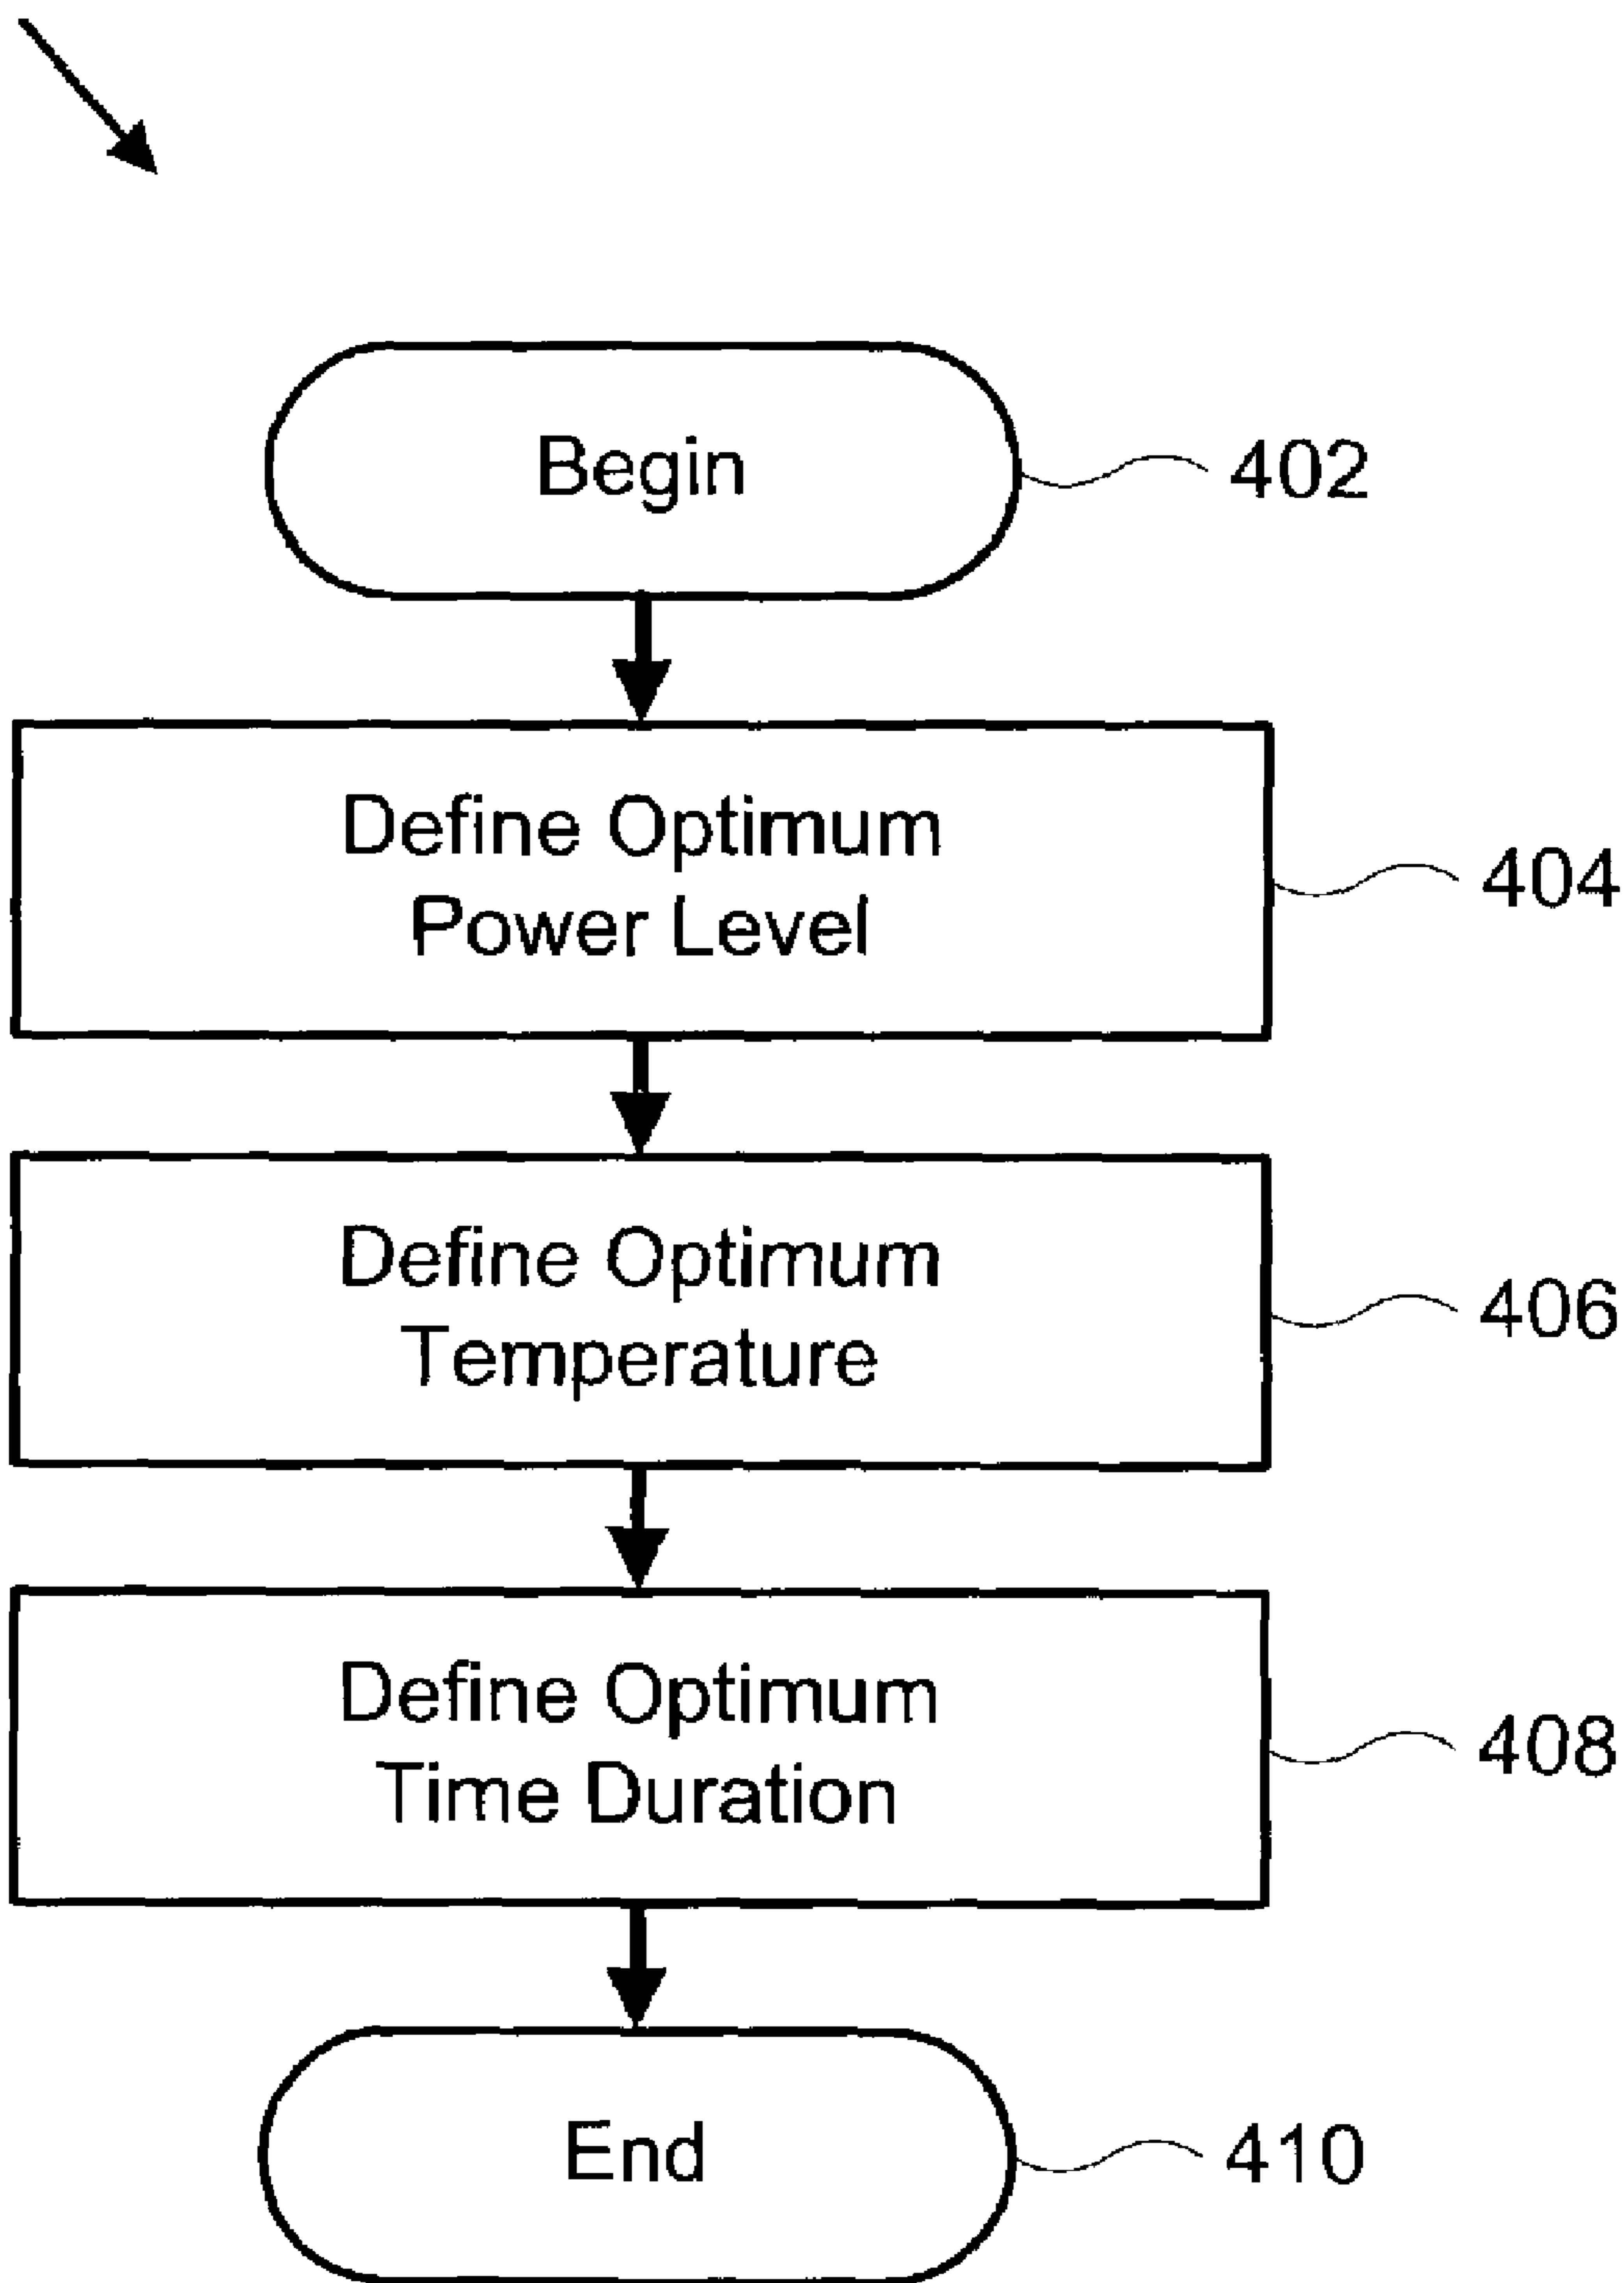 Begin
402
Define Optimum
Power Level
404
Define Optimum
Temperature
406
Define Optimum
Time Duration
408
End
410